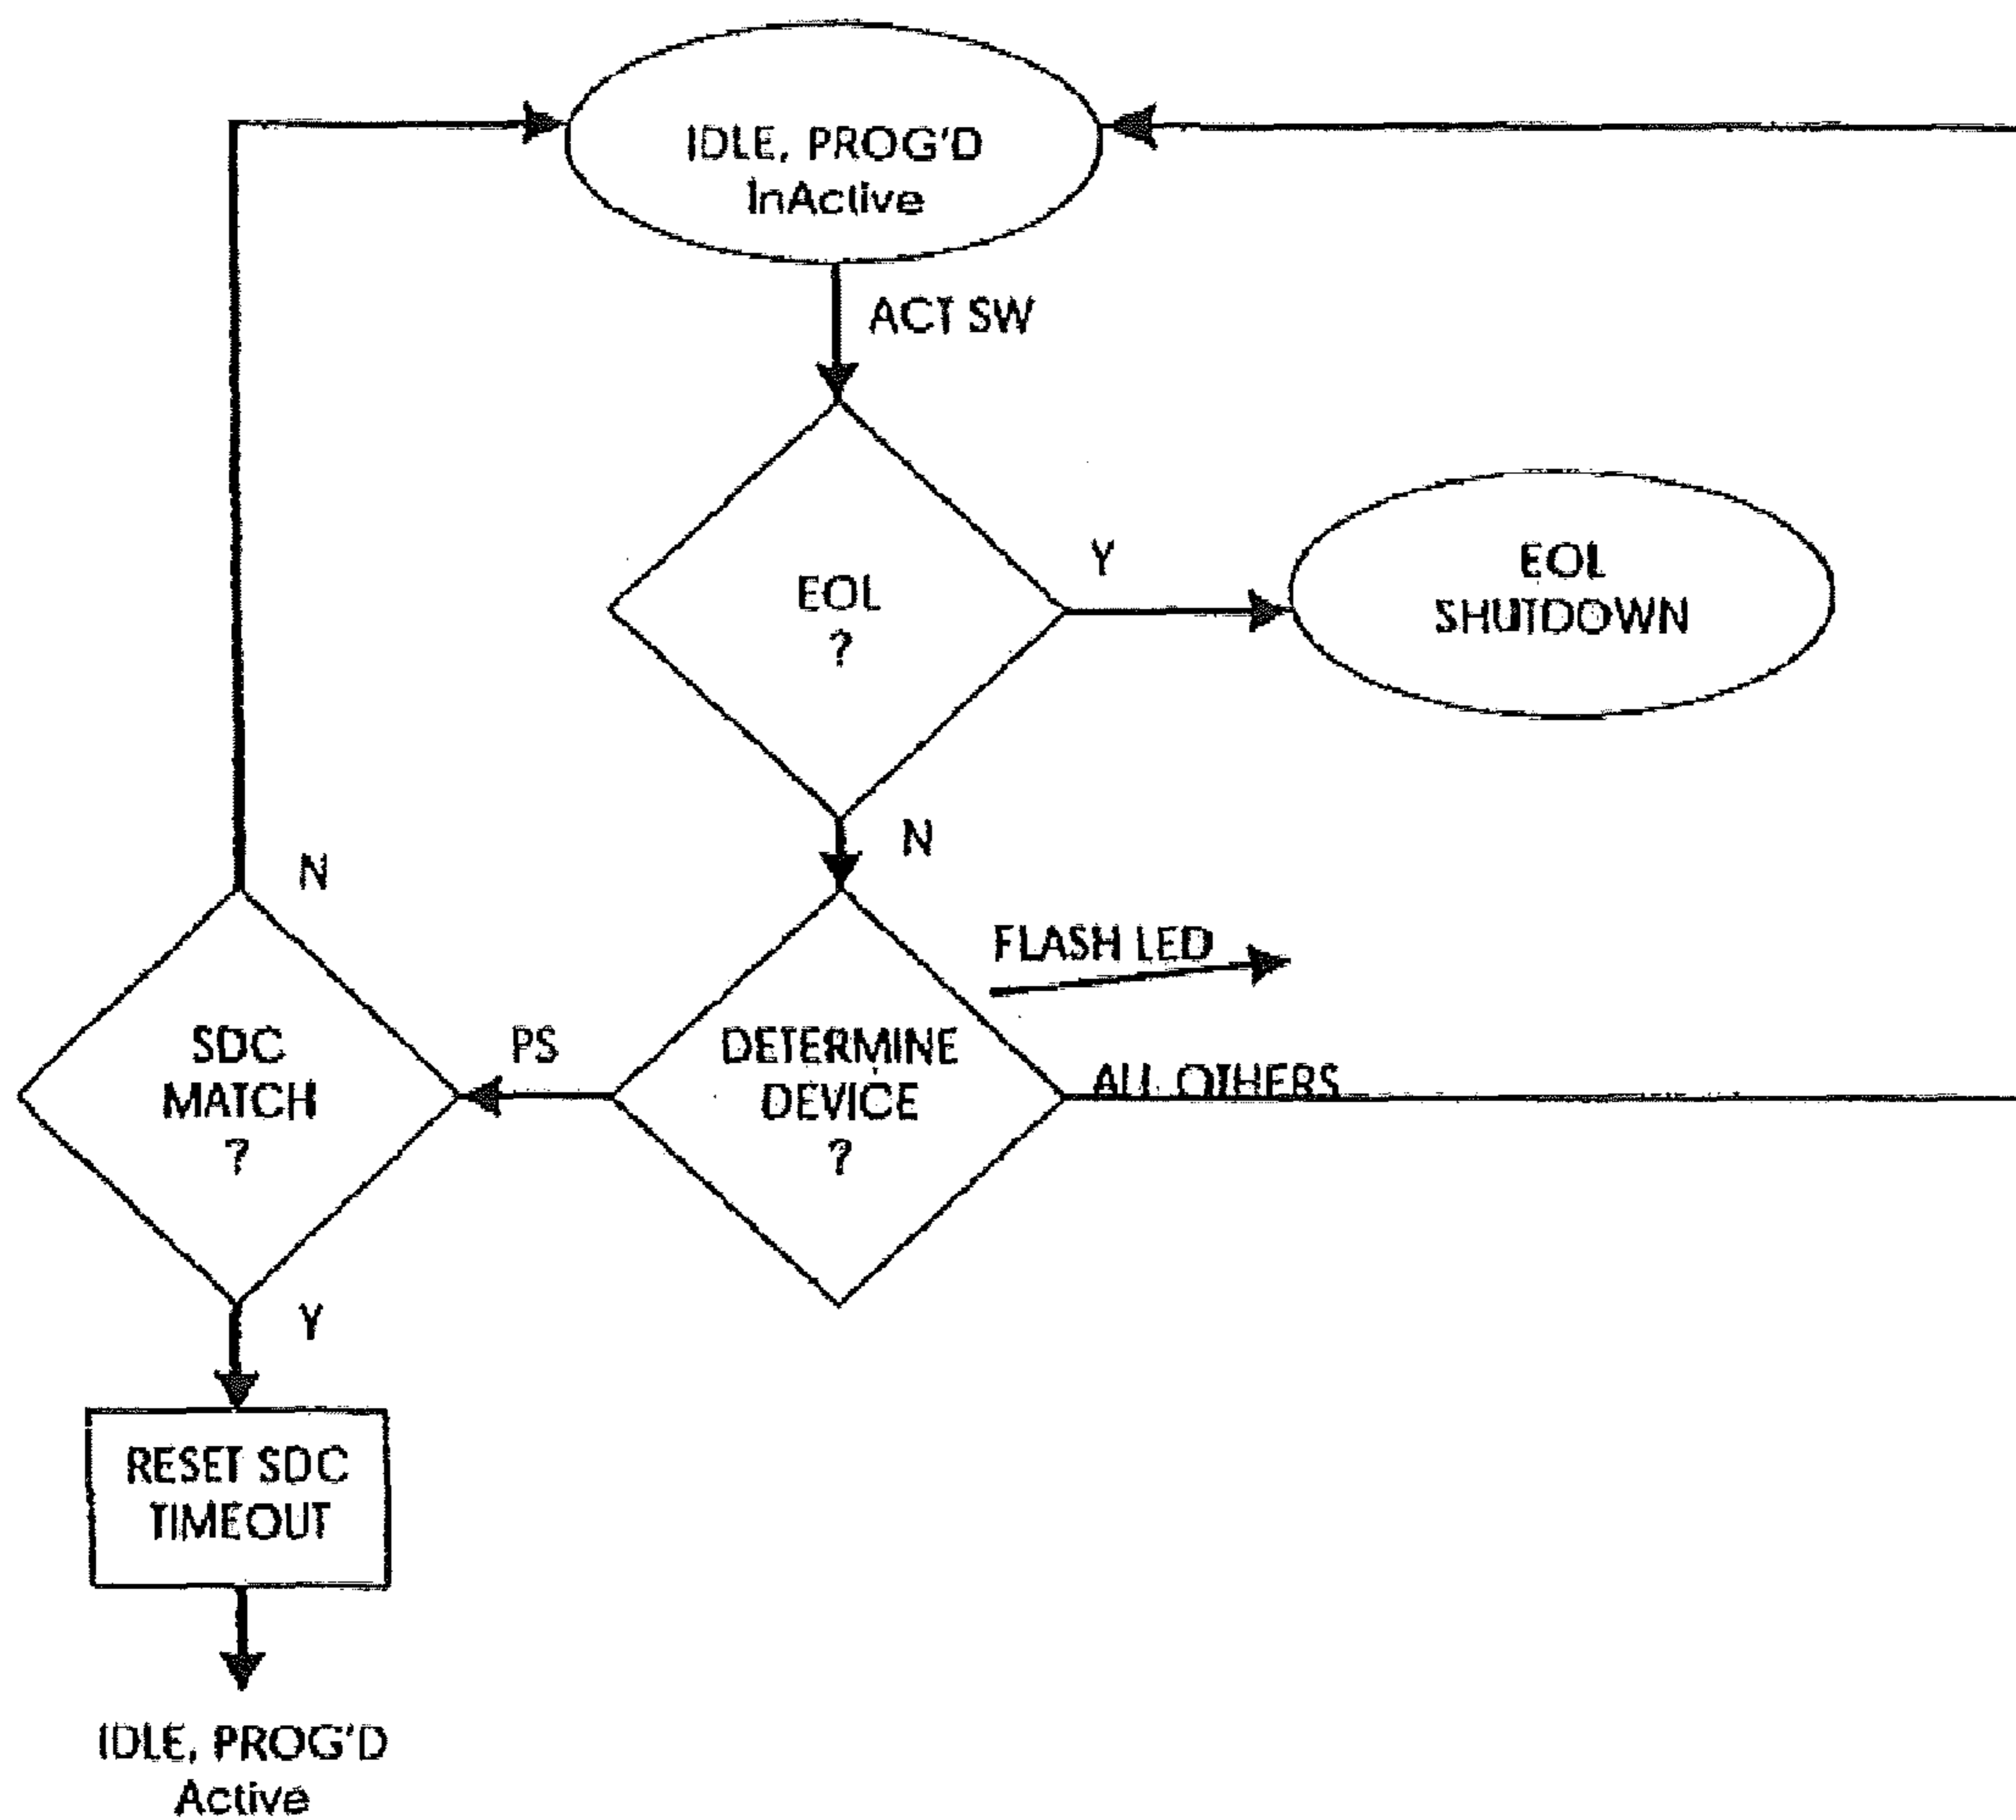 IDLE, PROG'D
InActive
ACT SW
EOL
?
Y
EOL
SHUTDOWN
N
N
FLASH LED
SDC
MATCH
?
PS
DETERMINE
DEVICE
?
ALL OTHERS
Y
RESET SDC
TIMEOUT
IDLE, PROG'D
Active